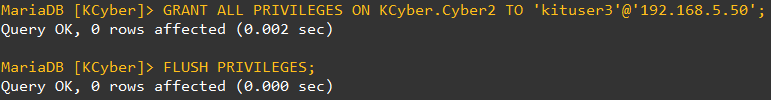 MariaDB [KCyber]> GRANT ALL PRIVILEGES ON KCyber.Cyber2 TO 'kituser3'@'192.168.5.50';
Query OK, 0 rows affected (0.002 sec)
MariaDB [KCyber]> FLUSH PRIVILEGES;
Query OK, 0 rows affected (0.000 sec)